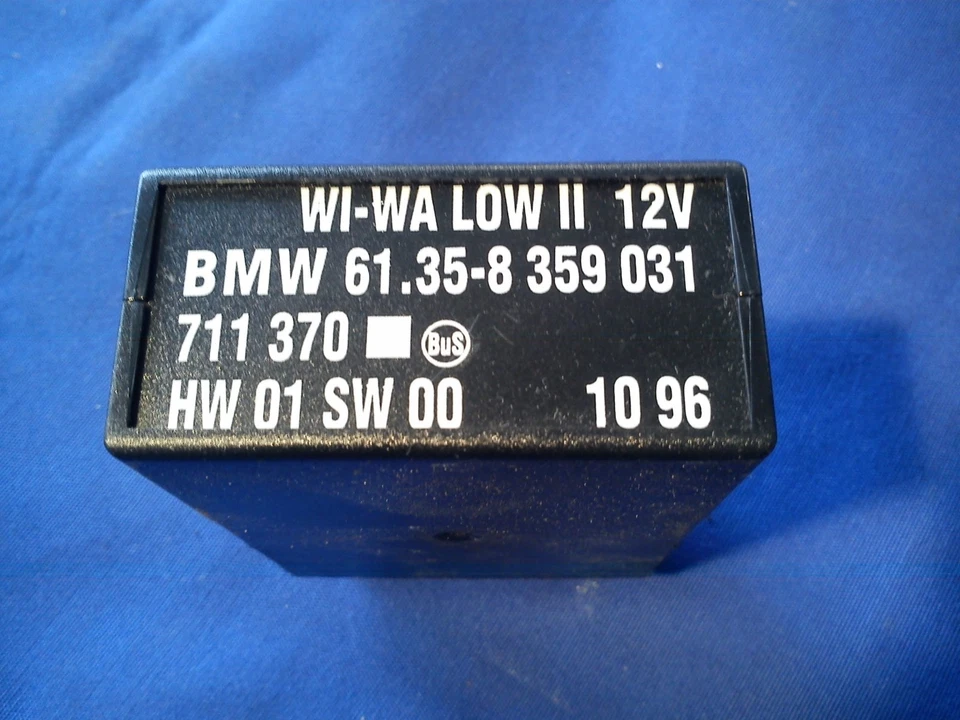 WI-WA LOW II 12V
BMW 61.35-8 359 031
711 370 BuS
HW 01 SW 00 10 96